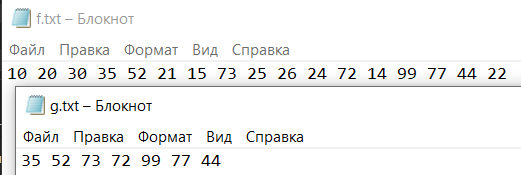 f.txt – Блокнот
Файл Правка Формат Вид Справка
10 20 30 35 52 21 15 73 25 26 24 72 14 99 77 44 22
g.txt – Блокнот
Файл Правка Формат Вид Справка
35 52 73 72 99 77 44